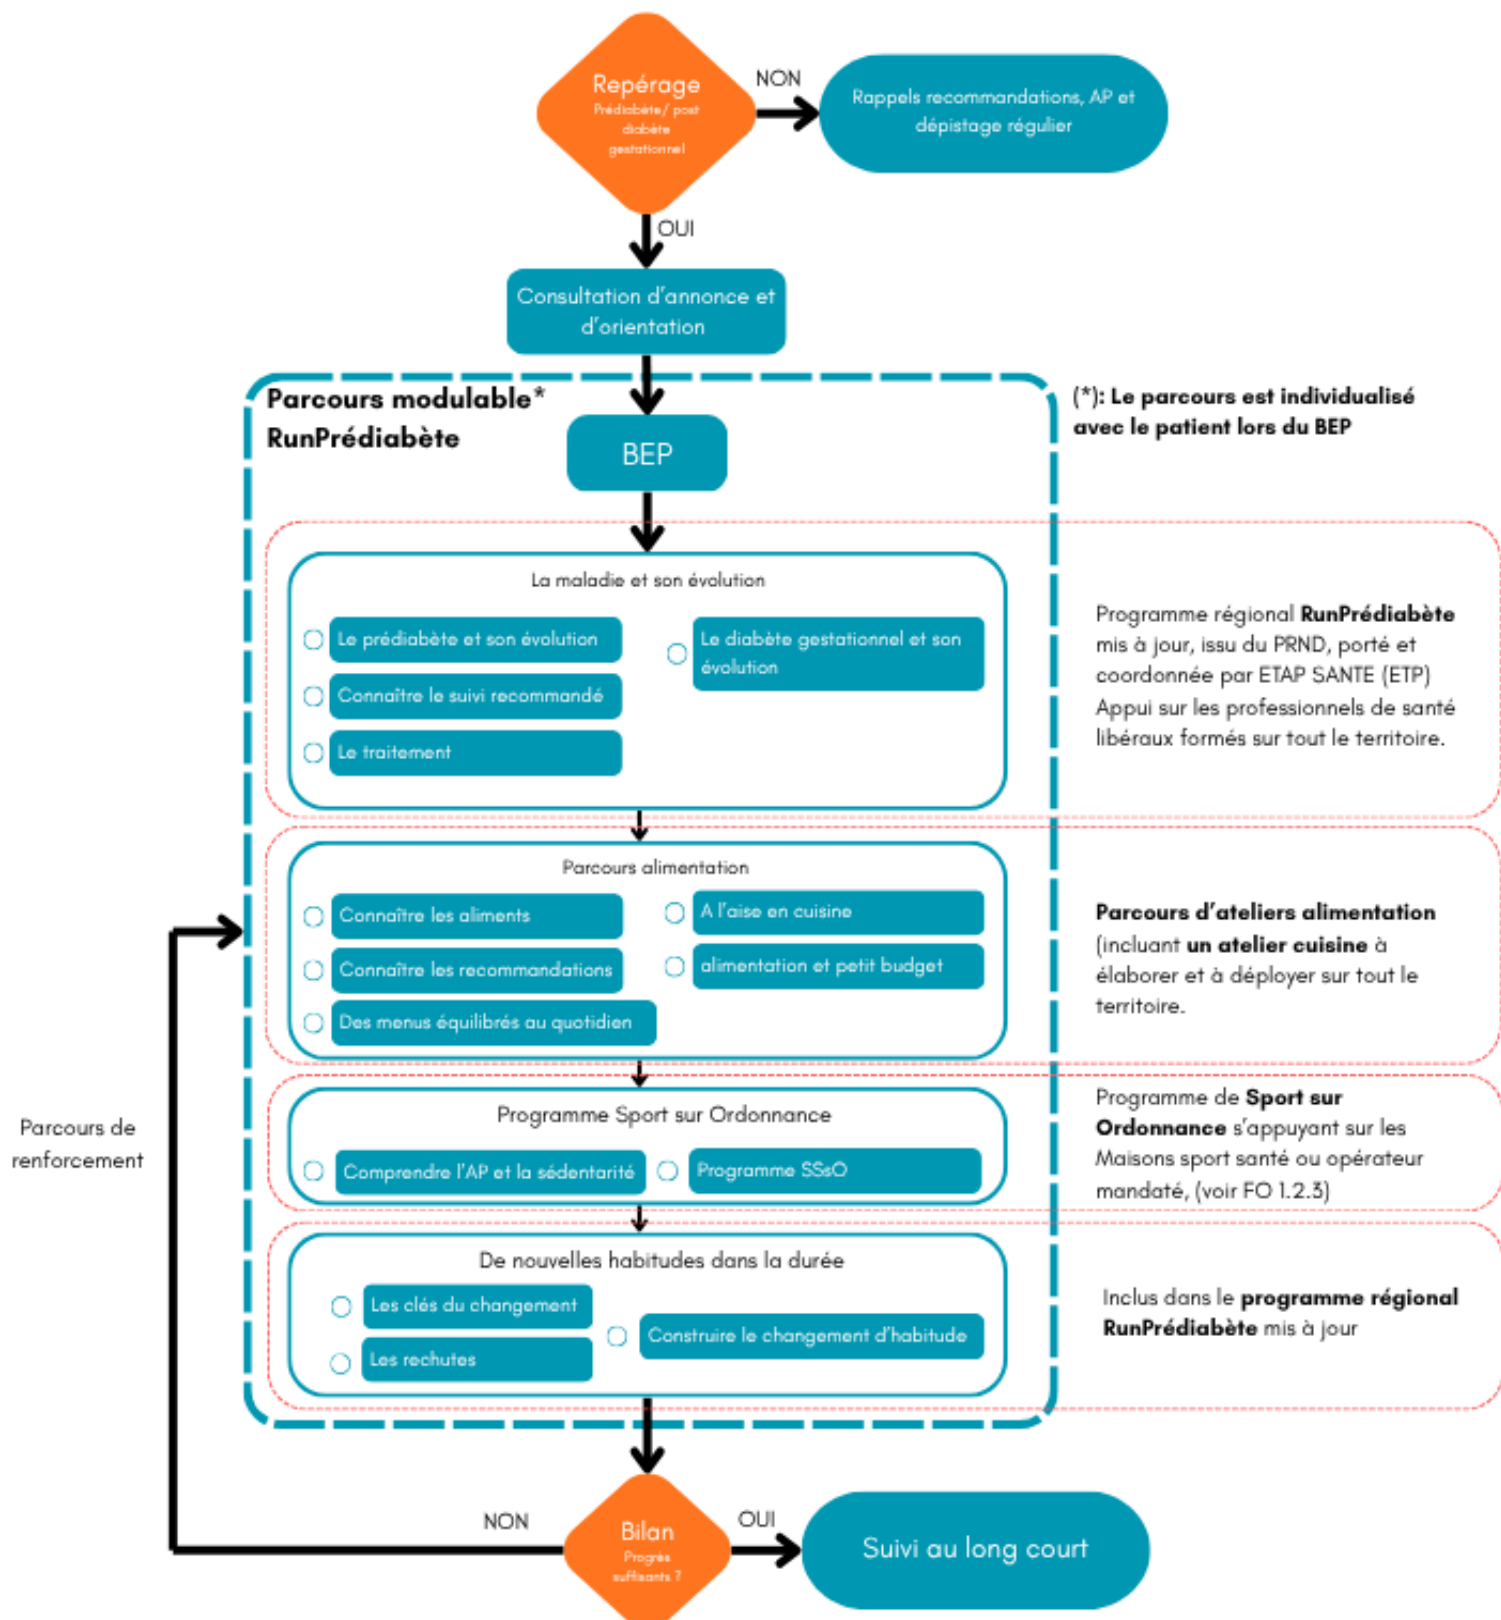 Repérage
Prédiabète/ post
diabète
gestationnel
NON
Rappels recommandations, AP et
dépistage régulier
OUI
Consultation d'annonce et
d'orientation
Parcours modulable*
RunPrédiabète
(*): Le parcours est individualisé
avec le patient lors du BEP
BEP
La maladie et son évolution
Le prédiabète et son évolution
Le diabète gestationnel et son
évolution
Connaître le suivi recommandé
Le traitement
Programme régional RunPrédiabète
mis à jour, issu du PRND, porté et
coordonnée par ETAP SANTE (ETP)
Appui sur les professionnels de santé
libéraux formés sur tout le territoire.
Parcours alimentation
Connaître les aliments
A l'aise en cuisine
Connaître les recommandations
alimentation et petit budget
Des menus équilibrés au quotidien
Parcours d'ateliers alimentation
(incluant un atelier cuisine à
élaborer et à déployer sur tout le
territoire.
Parcours de
renforcement
Programme Sport sur Ordonnance
Comprendre l'AP et la sédentarité
Programme SSsO
Programme de Sport sur
Ordonnance s'appuyant sur les
Maisons sport santé ou opérateur
mandaté, (voir FO 1.2.3)
De nouvelles habitudes dans la durée
Les clés du changement
Construire le changement d'habitude
Les rechutes
Inclus dans le programme régional
RunPrédiabète mis à jour
NON
Bilan
Progrès
suffisants ?
OUI
Suivi au long court